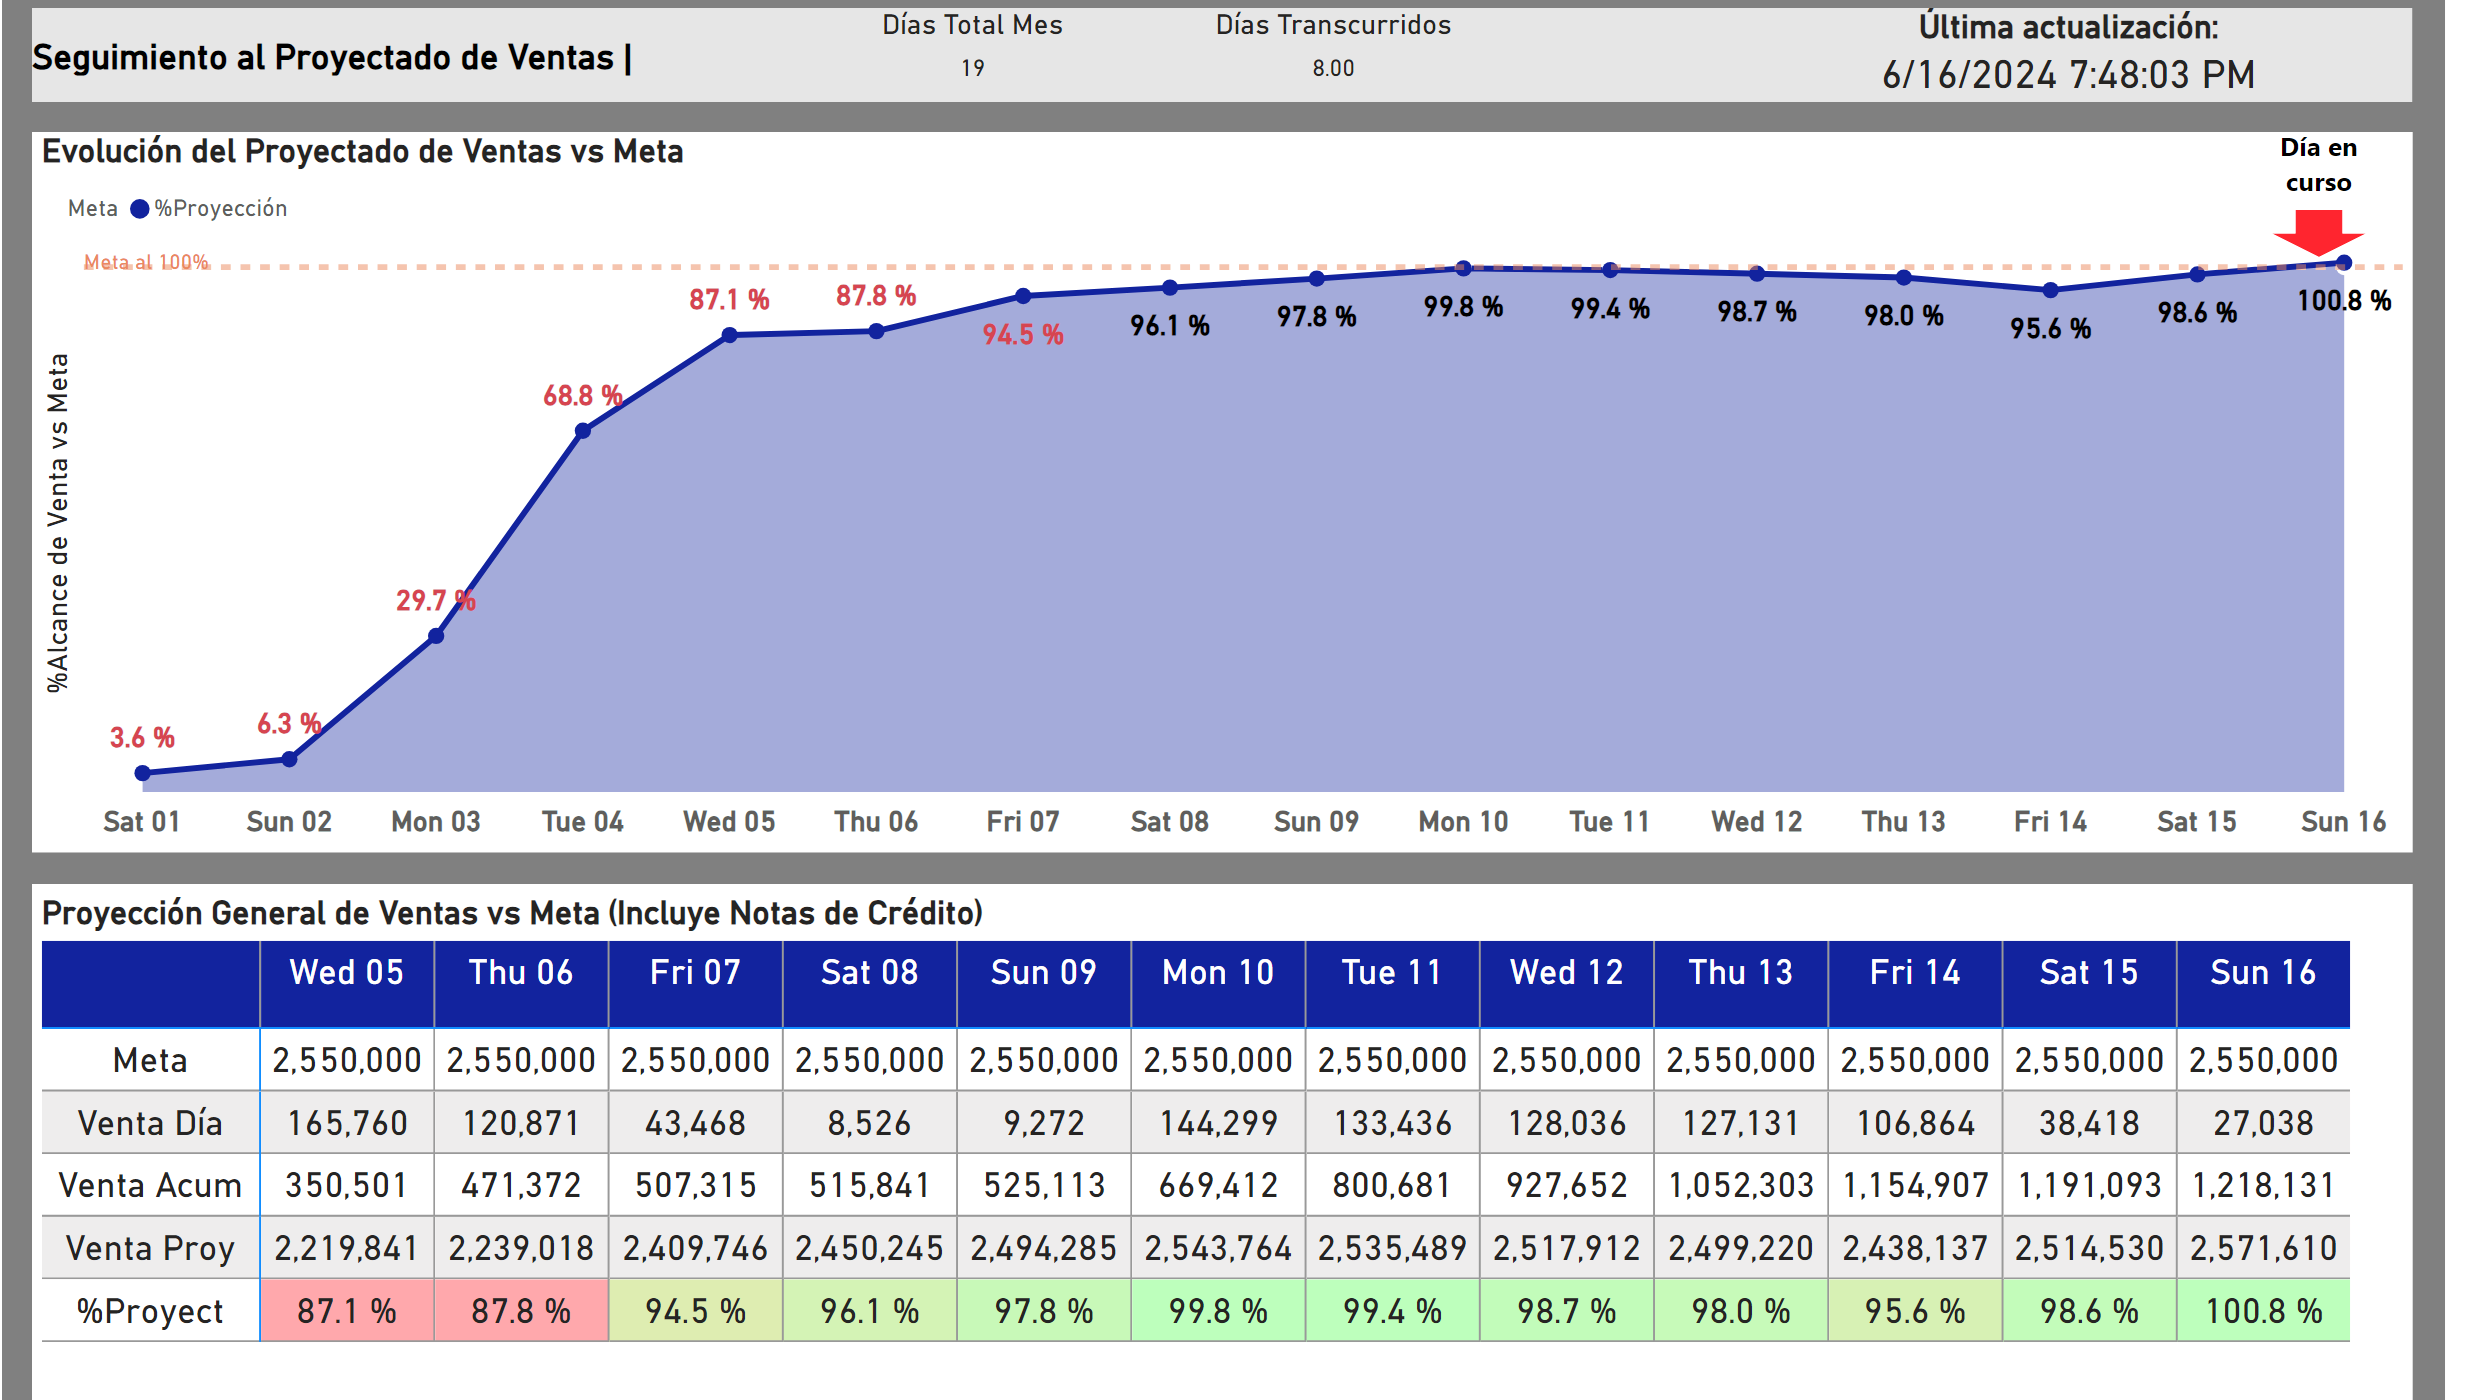 Seguimiento al Proyectado de Ventas |
Días Total Mes
19
Días Transcurridos
8.00
Última actualización:
6/16/2024 7:48:03 PM
Evolución del Proyectado de Ventas vs Meta
Día en
curso
Meta %Proyección
Meta al 100%
%Alcance de Venta vs Meta
3.6 %
6.3 %
29.7 %
68.8 %
87.1 %
87.8 %
94.5 %
96.1 %
97.8 %
99.8 %
99.4 %
98.7 %
98.0 %
95.6 %
98.6 %
100.8 %
Sat 01 Sun 02 Mon 03 Tue 04 Wed 05 Thu 06 Fri 07 Sat 08 Sun 09 Mon 10 Tue 11 Wed 12 Thu 13 Fri 14 Sat 15 Sun 16
Proyección General de Ventas vs Meta (Incluye Notas de Crédito)
Wed 05 Thu 06 Fri 07 Sat 08 Sun 09 Mon 10 Tue 11 Wed 12 Thu 13 Fri 14 Sat 15 Sun 16
Meta 2,550,000 2,550,000 2,550,000 2,550,000 2,550,000 2,550,000 2,550,000 2,550,000 2,550,000 2,550,000 2,550,000 2,550,000
Venta Día 165,760 120,871 43,468 8,526 9,272 144,299 133,436 128,036 127,131 106,864 38,418 27,038
Venta Acum 350,501 471,372 507,315 515,841 525,113 669,412 800,681 927,652 1,052,303 1,154,907 1,191,093 1,218,131
Venta Proy 2,219,841 2,239,018 2,409,746 2,450,245 2,494,285 2,543,764 2,535,489 2,517,912 2,499,220 2,438,137 2,514,530 2,571,610
%Proyect 87.1 % 87.8 % 94.5 % 96.1 % 97.8 % 99.8 % 99.4 % 98.7 % 98.0 % 95.6 % 98.6 % 100.8 %